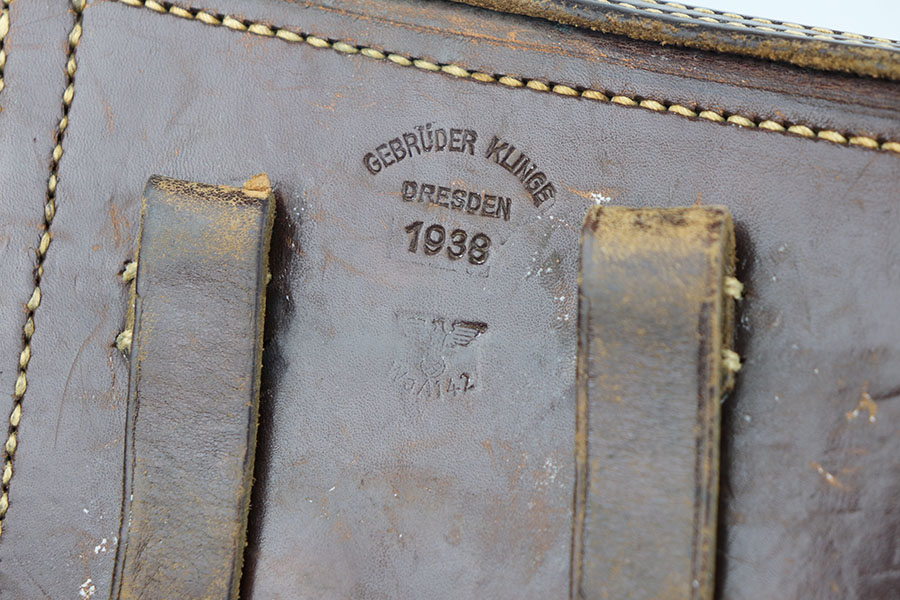 GEBRÜDER KLINGE
DRESDEN
1938